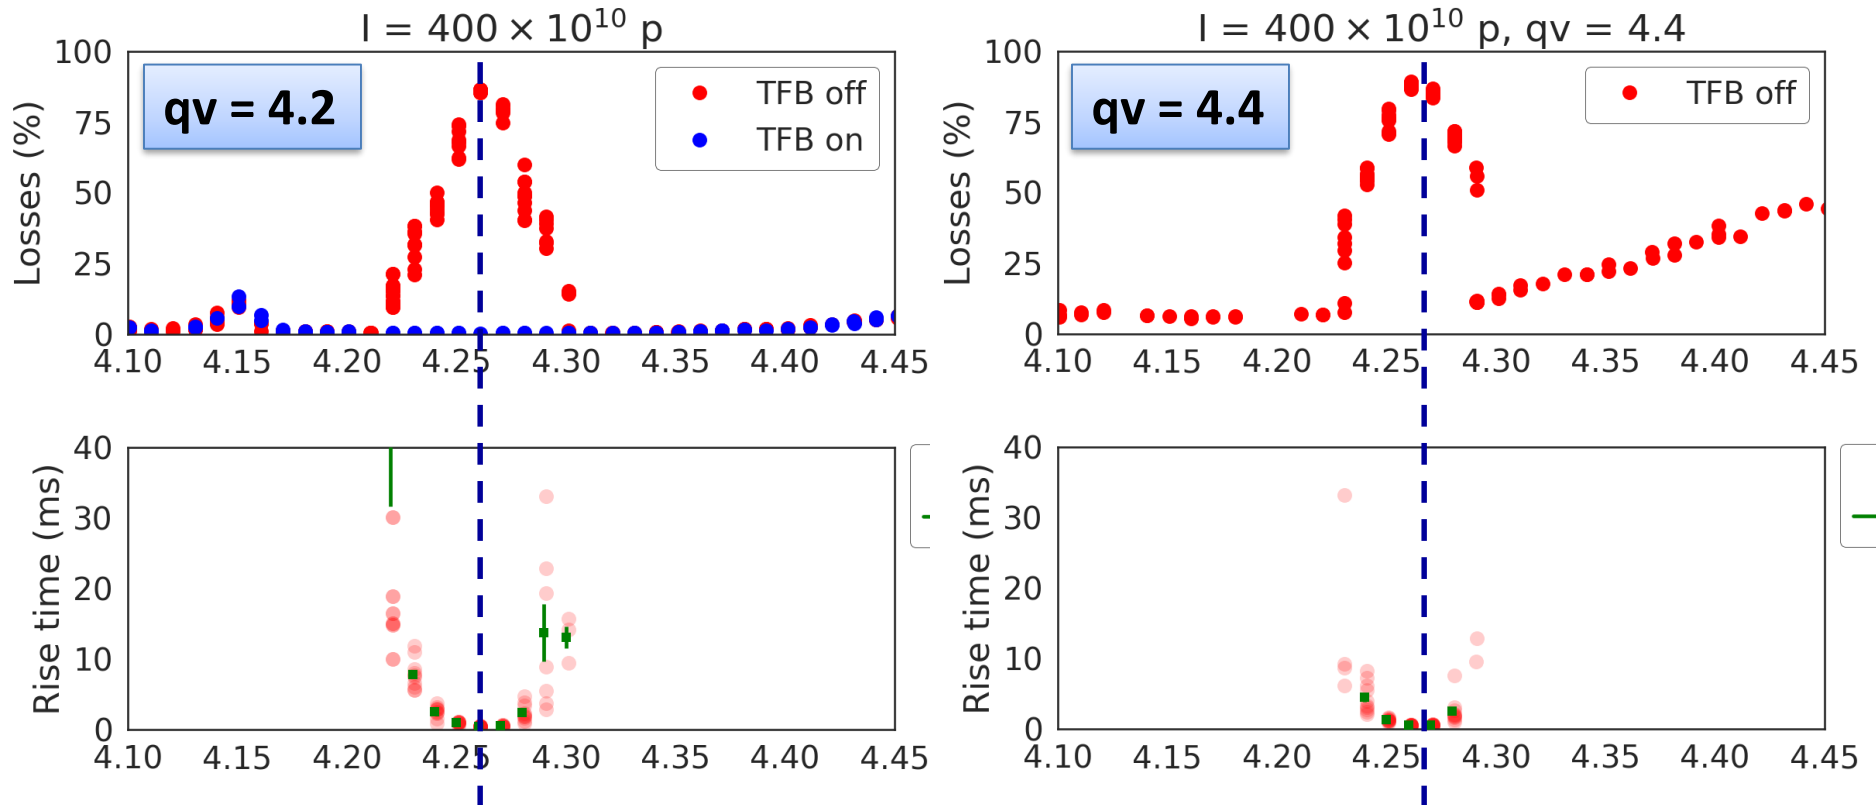 I = 400 × 10¹⁰ p
qv = 4.2
TFB off
TFB on
Losses (%)
100
75
50
25
0
4.10 4.15 4.20 4.25 4.30 4.35 4.40 4.45
I = 400 × 10¹⁰ p, qv = 4.4
qv = 4.4
TFB off
Losses (%)
100
75
50
25
0
4.10 4.15 4.20 4.25 4.30 4.35 4.40 4.45
Rise time (ms)
40
30
20
10
0
4.10 4.15 4.20 4.25 4.30 4.35 4.40 4.45
Rise time (ms)
40
30
20
10
0
4.10 4.15 4.20 4.25 4.30 4.35 4.40 4.45